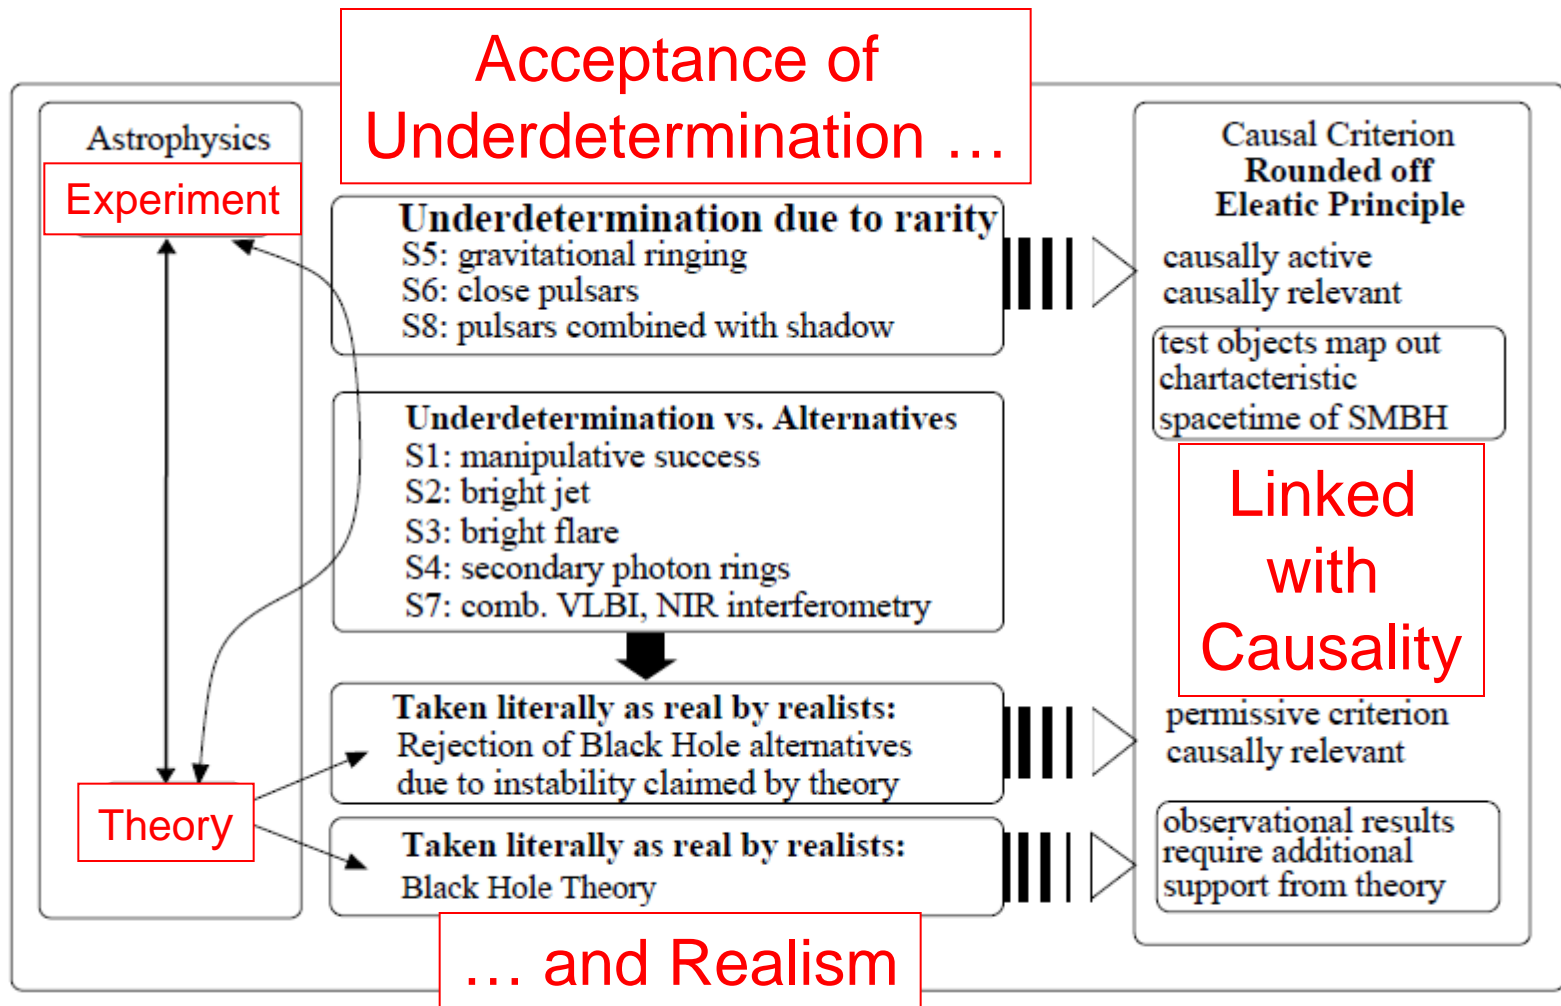 Acceptance of
Underdetermination …
Astrophysics
Experiment
Theory
Underdetermination due to rarity
S5: gravitational ringing
S6: close pulsars
S8: pulsars combined with shadow
Underdetermination vs. Alternatives
S1: manipulative success
S2: bright jet
S3: bright flare
S4: secondary photon rings
S7: comb. VLBI, NIR interferometry
Taken literally as real by realists:
Rejection of Black Hole alternatives
due to instability claimed by theory
Taken literally as real by realists:
Black Hole Theory
… and Realism
Causal Criterion
Rounded off
Eleatic Principle
causally active
causally relevant
test objects map out
chartacteristic
spacetime of SMBH
Linked
with
Causality
permissive criterion
causally relevant
observational results
require additional
support from theory